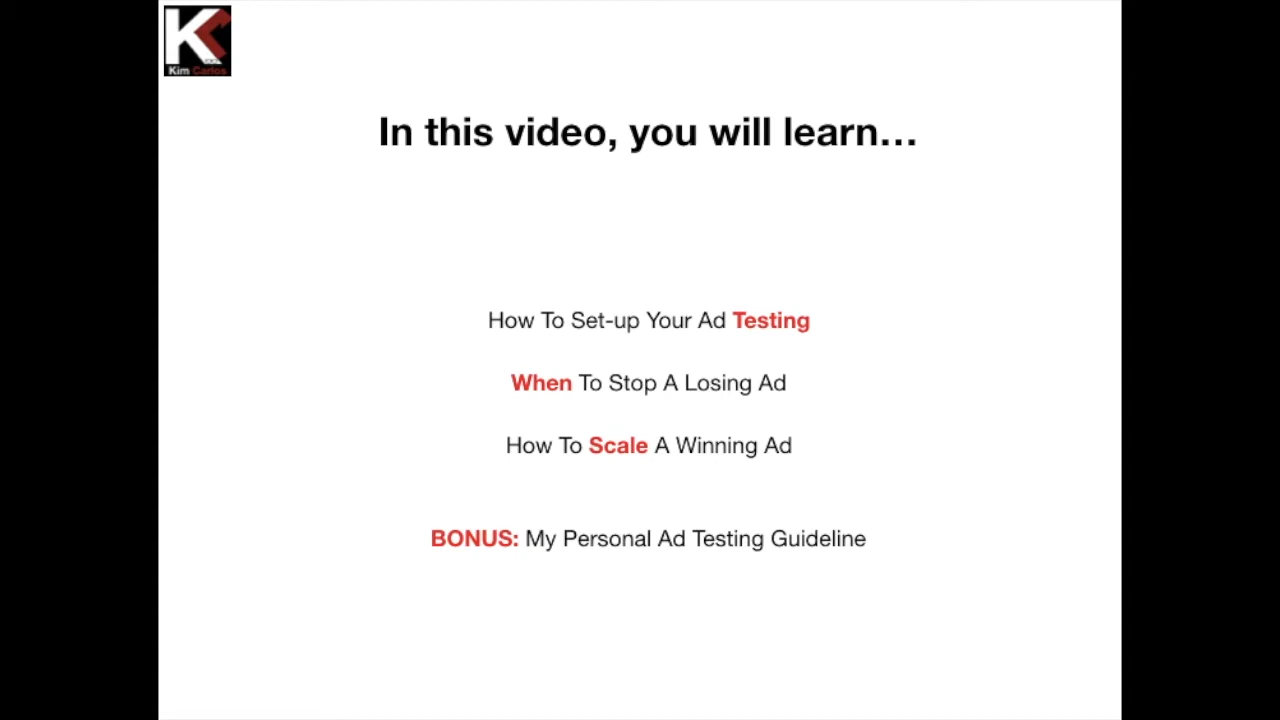 Kim Carlos
In this video, you will learn...
How To Set-up Your Ad Testing
When To Stop A Losing Ad
How To Scale A Winning Ad
BONUS: My Personal Ad Testing Guideline